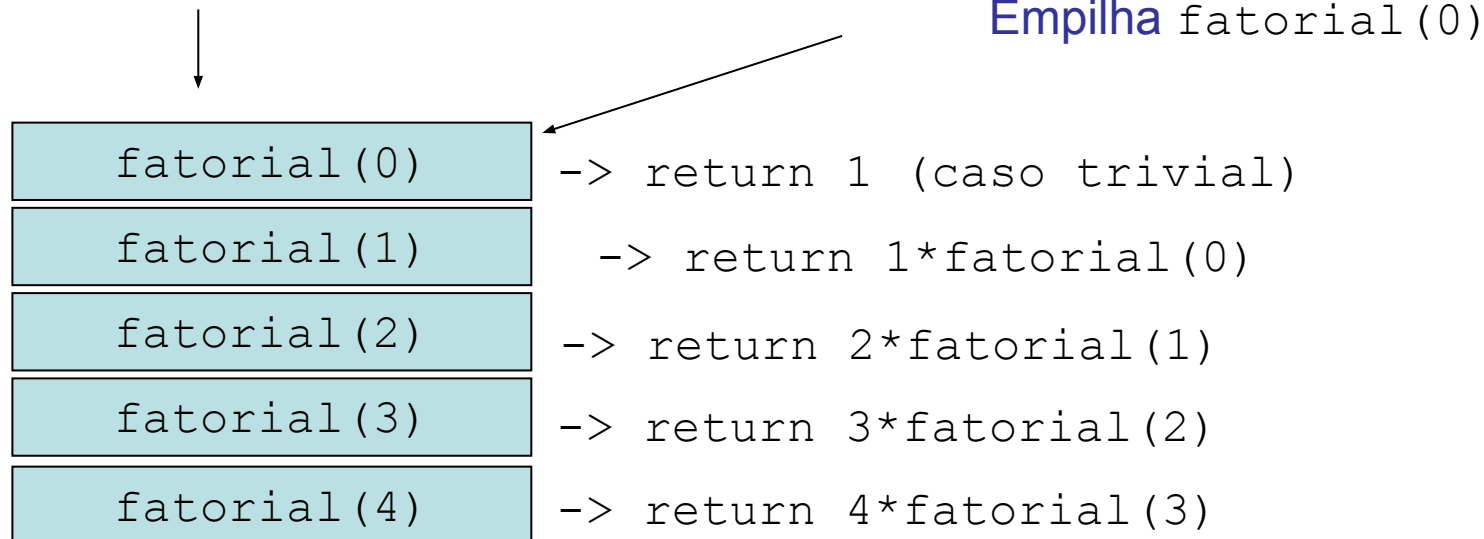 Empilha fatorial(0)
fatorial(0) -> return 1 (caso trivial)
fatorial(1) -> return 1*fatorial(0)
fatorial(2) -> return 2*fatorial(1)
fatorial(3) -> return 3*fatorial(2)
fatorial(4) -> return 4*fatorial(3)